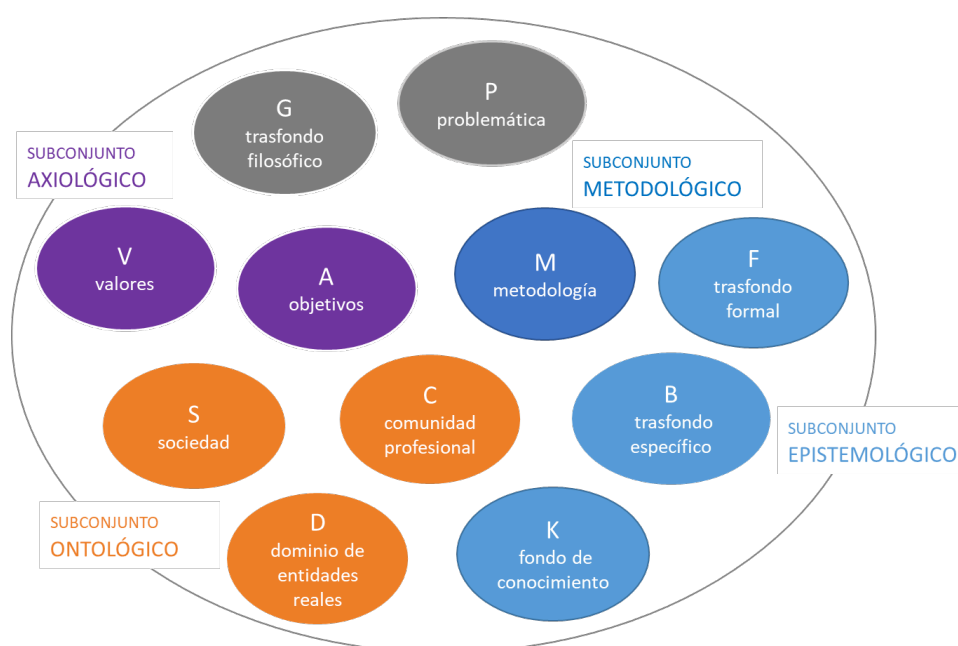 P
problemática
G
trasfondo
filosófico
SUBCONJUNTO
AXIOLÓGICO
SUBCONJUNTO
METODOLÓGICO
V
valores
A
objetivos
M
metodología
F
trasfondo
formal
S
sociedad
C
comunidad
profesional
B
trasfondo
específico
SUBCONJUNTO
EPISTEMOLÓGICO
SUBCONJUNTO
ONTOLÓGICO
D
dominio de
entidades
reales
K
fondo de
conocimiento